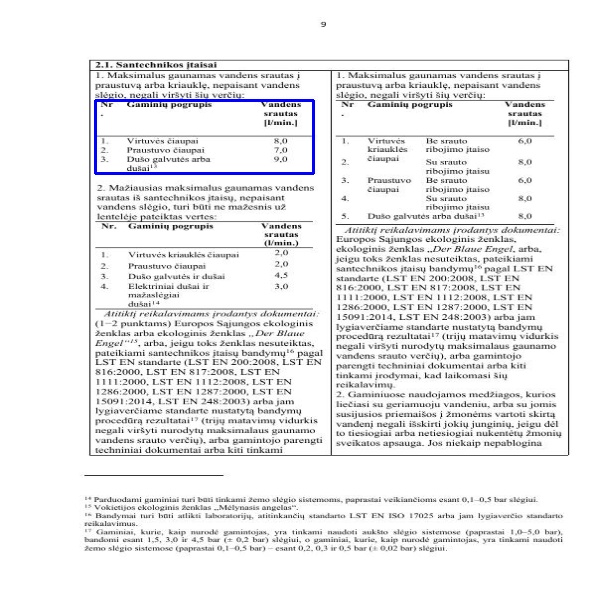 9
2.1. Santechnikos įtaisai
1. Maksimalus gaunamas vandens srautas į
praustuvą arba kriauklę, nepaisant vandens
slėgio, negali viršyti šių verčių:
Nr Gaminių pogrupis Vandens
. srautas
[l/min.]
1. Virtuvės čiaupai 8,0
2. Praustuvo čiaupai 7,0
3. Dušo galvutės arba 9,0
dušai13
2. Mažiausias maksimalus gaunamas vandens
srautas iš santechnikos įtaisų, nepaisant
vandens slėgio, turi būti ne mažesnis už
lentelėje pateiktas vertes:
Nr. Gaminių pogrupis Vandens
srautas
(l/min.)
1. Virtuvės kriauklės čiaupai 2,0
2. Praustuvo čiaupai 2,0
3. Dušo galvutės ir dušai 4,5
4. Elektriniai dušai ir 3,0
mažaslėgiai
dušai14
Atitiktį reikalavimams įrodantys dokumentai:
(1−2 punktams) Europos Sąjungos ekologinis
ženklas arba ekologinis ženklas „Der Blaue
Engel“15, arba, jeigu toks ženklas nesuteiktas,
pateikiami santechnikos įtaisų bandymų16 pagal
LST EN standarte (LST EN 200:2008, LST EN
816:2000, LST EN 817:2008, LST EN
1111:2000, LST EN 1112:2008, LST EN
1286:2000, LST EN 1287:2000, LST EN
15091:2014, LST EN 248:2003) arba jam
lygiaverčiame standarte nustatytą bandymų
procedūrą rezultatai17 (trijų matavimų vidurkis
negali viršyti nurodytų maksimalaus gaunamo
vandens srauto verčių), arba gamintojo parengti
techniniai dokumentai arba kiti tinkami
1. Maksimalus gaunamas vandens srautas į
praustuvą arba kriauklę, nepaisant vandens
slėgio, negali viršyti šių verčių:
Nr Gaminių pogrupis Vandens
. srautas
[l/min.]
1. Virtuvės Be srauto 6,0
kriauklės ribojimo įtaiso
čiaupai
2. Su srauto 8,0
ribojimo įtaisu
3. Praustuvo Be srauto 6,0
čiaupai ribojimo įtaiso
4. Su srauto 8,0
ribojimo įtaisu
5. Dušo galvutės arba dušai13 8,0
Atitiktį reikalavimams įrodantys dokumentai:
Europos Sąjungos ekologinis ženklas,
ekologinis ženklas „Der Blaue Engel, arba,
jeigu toks ženklas nesuteiktas, pateikiami
santechnikos įtaisų bandymų16 pagal LST EN
standarte (LST EN 200:2008, LST EN
816:2000, LST EN 817:2008, LST EN
1111:2000, LST EN 1112:2008, LST EN
1286:2000, LST EN 1287:2000, LST EN
15091:2014, LST EN 248:2003) arba jam
lygiaverčiame standarte nustatytą bandymų
procedūrą rezultatai17 (trijų matavimų vidurkis
negali viršyti nurodytų maksimalaus gaunamo
vandens srauto verčių), arba gamintojo
parengti techniniai dokumentai arba kiti
tinkami įrodymai, kad laikomasi šių
reikalavimų.
2. Gaminiuose naudojamos medžiagos, kurios
liečiasi su geriamuoju vandeniu, arba su jomis
susijusios priemaišos į žmonėms vartoti skirtą
vandenį negali išskirti jokių junginių, jeigu dėl
to tiesiogiai arba netiesiogiai nukentėtų žmonių
sveikatos apsauga. Jos niekaip nepablogina
14 Parduodami gaminiai turi būti tinkami žemo slėgio sistemoms, paprastai veikiančioms esant 0,1–0,5 bar slėgiui.
15 Vokietijos ekologinis ženklas „Mėlynasis angelas“.
16 Bandymai turi būti atlikti laboratorijų, atitinkančių standarto LST EN ISO 17025 arba jam lygiaverčio standarto
reikalavimus.
17 Gaminiai, kurie, kaip nurodė gamintojas, yra tinkami naudoti aukšto slėgio sistemose (paprastai 1,0–5,0 bar),
bandomi esant 1,5, 3,0 ir 4,5 bar (± 0,2 bar) slėgiui, o gaminiai, kurie, kaip nurodė gamintojas, yra tinkami naudoti
žemo slėgio sistemose (paprastai 0,1–0,5 bar) – esant 0,2, 0,3 ir 0,5 bar (± 0,02 bar) slėgiui.